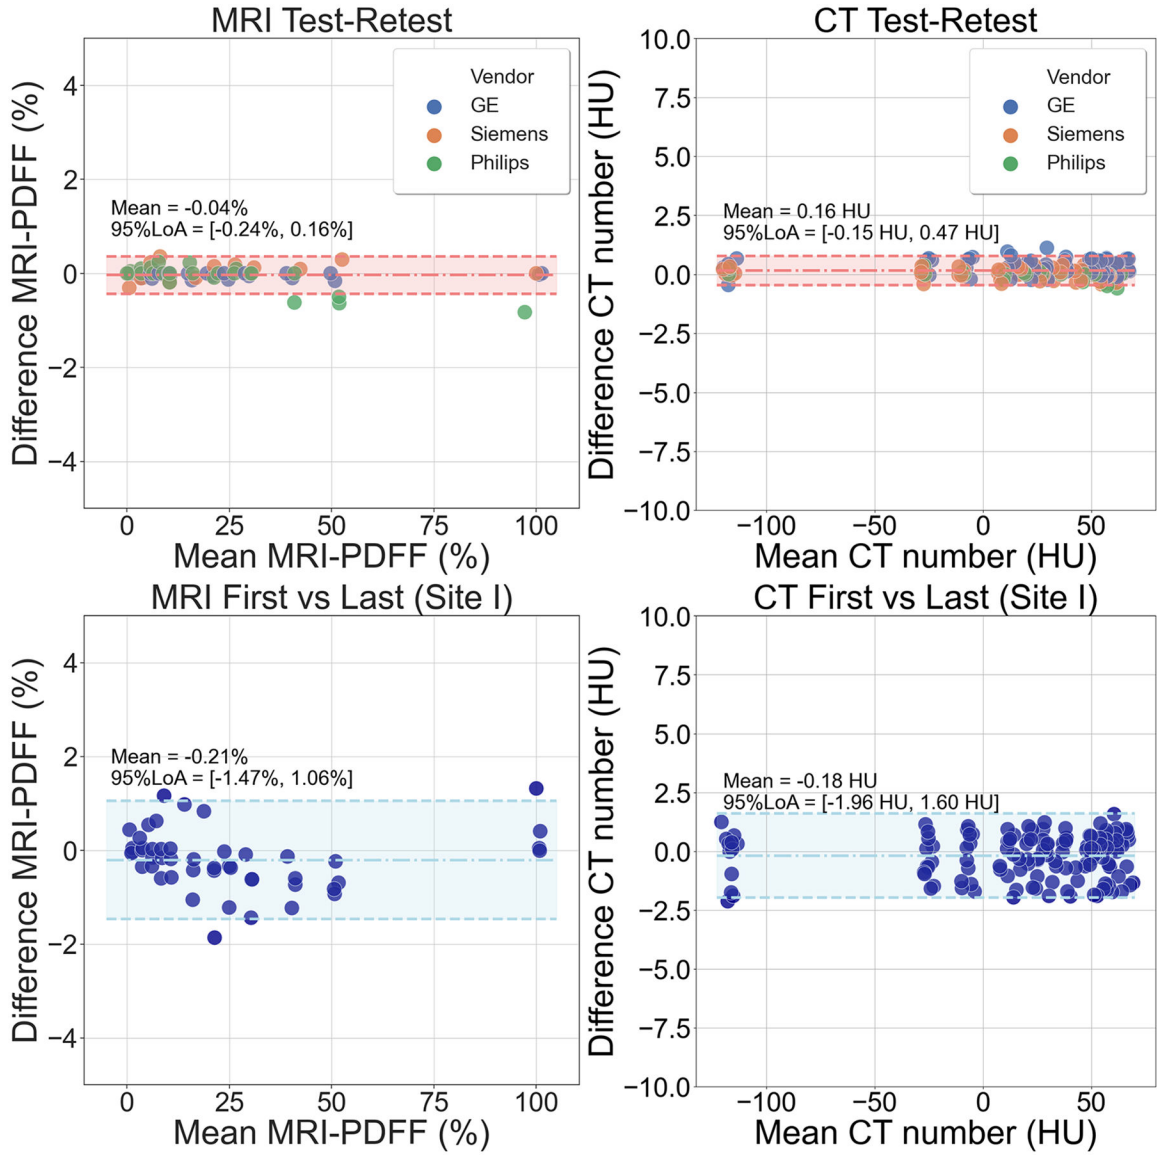 MRI Test-Retest
Difference MRI-PDFF (%)
4
2
0
−2
−4
Vendor
GE
Siemens
Philips
Mean = -0.04%
95%LoA = [-0.24%, 0.16%]
0
25
50
75
100
Mean MRI-PDFF (%)
CT Test-Retest
Difference CT number (HU)
10.0
7.5
5.0
2.5
0.0
−2.5
−5.0
−7.5
−10.0
Vendor
GE
Siemens
Philips
Mean = 0.16 HU
95%LoA = [-0.15 HU, 0.47 HU]
−100
−50
0
50
Mean CT number (HU)
MRI First vs Last (Site I)
Difference MRI-PDFF (%)
4
2
0
−2
−4
Mean = -0.21%
95%LoA = [-1.47%, 1.06%]
0
25
50
75
100
Mean MRI-PDFF (%)
CT First vs Last (Site I)
Difference CT number (HU)
10.0
7.5
5.0
2.5
0.0
−2.5
−5.0
−7.5
−10.0
Mean = -0.18 HU
95%LoA = [-1.96 HU, 1.60 HU]
−100
−50
0
50
Mean CT number (HU)